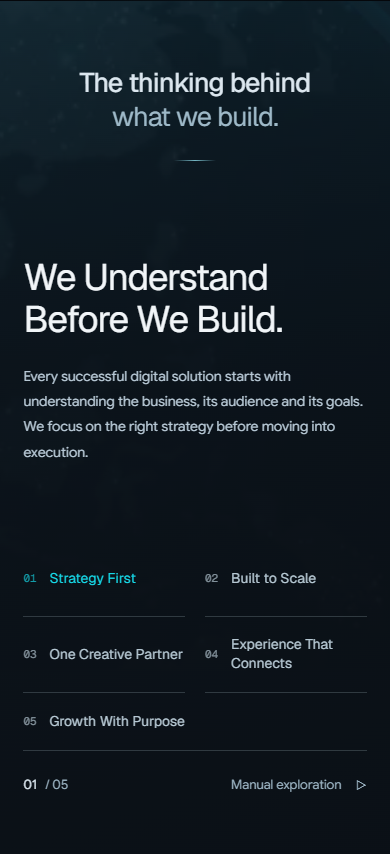 The thinking behind
what we build.
We Understand
Before We Build.
Every successful digital solution starts with
understanding the business, its audience and its goals.
We focus on the right strategy before moving into
execution.
01 Strategy First
02 Built to Scale
03 One Creative Partner
04 Experience That
Connects
05 Growth With Purpose
01 / 05
Manual exploration